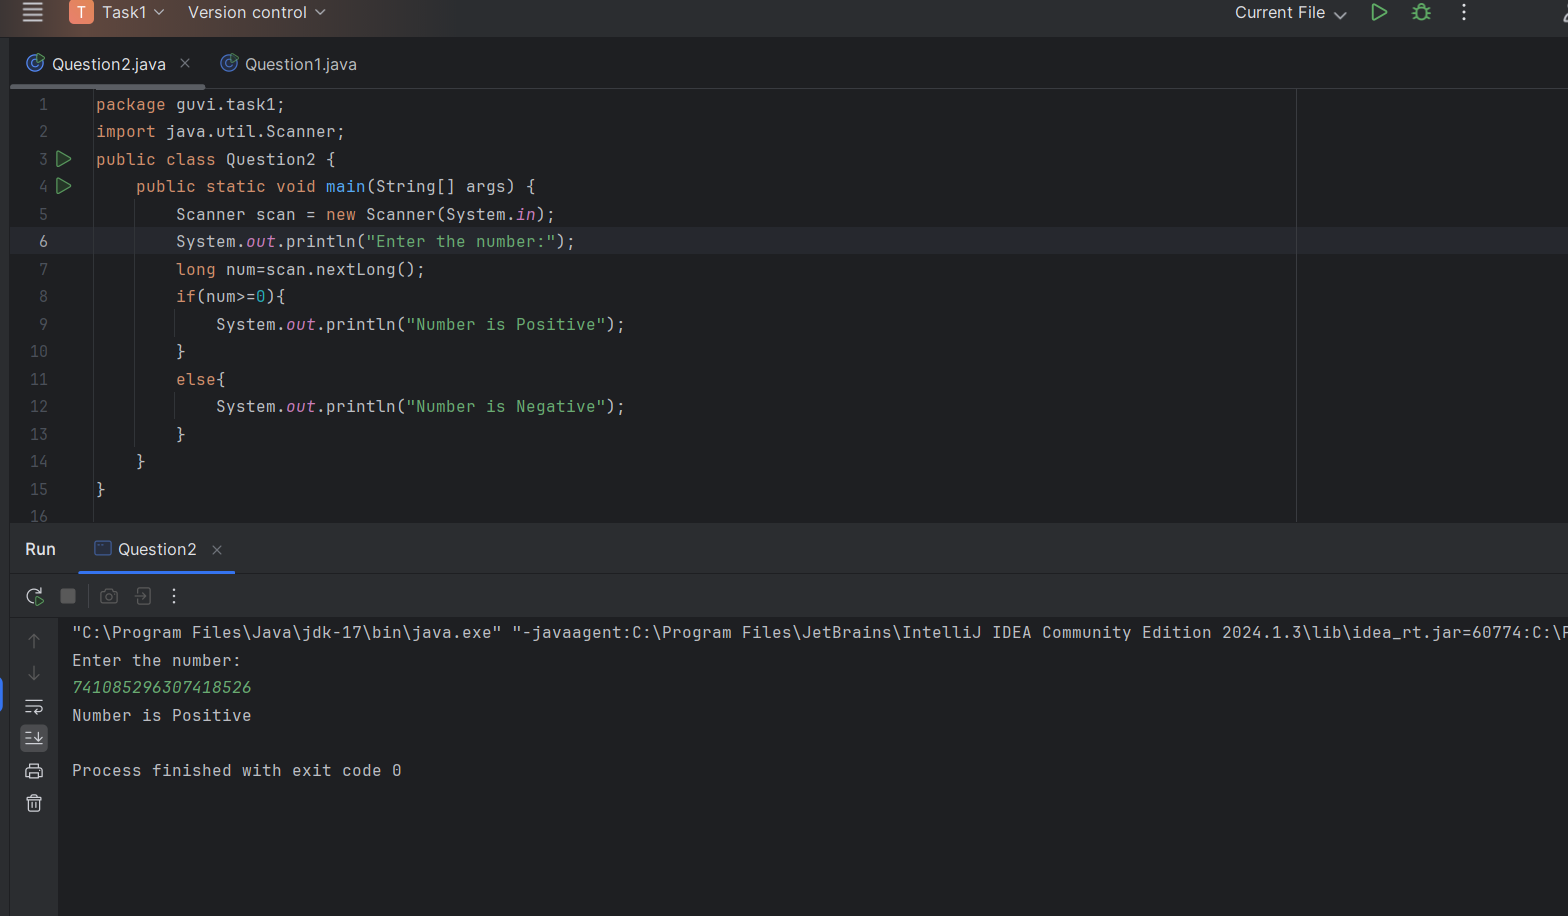 T Task1 Version control Current File
Question2.java Question1.java
1 package guvi.task1;
2 import java.util.Scanner;
3 public class Question2 {
4 public static void main(String[] args) {
5 Scanner scan = new Scanner(System.in);
6 System.out.println("Enter the number:");
7 long num=scan.nextLong();
8 if(num>=0){
9 System.out.println("Number is Positive");
10 }
11 else{
12 System.out.println("Number is Negative");
13 }
14 }
15 }
16
Run Question2
"C:\Program Files\Java\jdk-17\bin\java.exe" "-javaagent:C:\Program Files\JetBrains\IntelliJ IDEA Community Edition 2024.1.3\lib\idea_rt.jar=60774:C:\
Enter the number:
741085296307418526
Number is Positive
Process finished with exit code 0